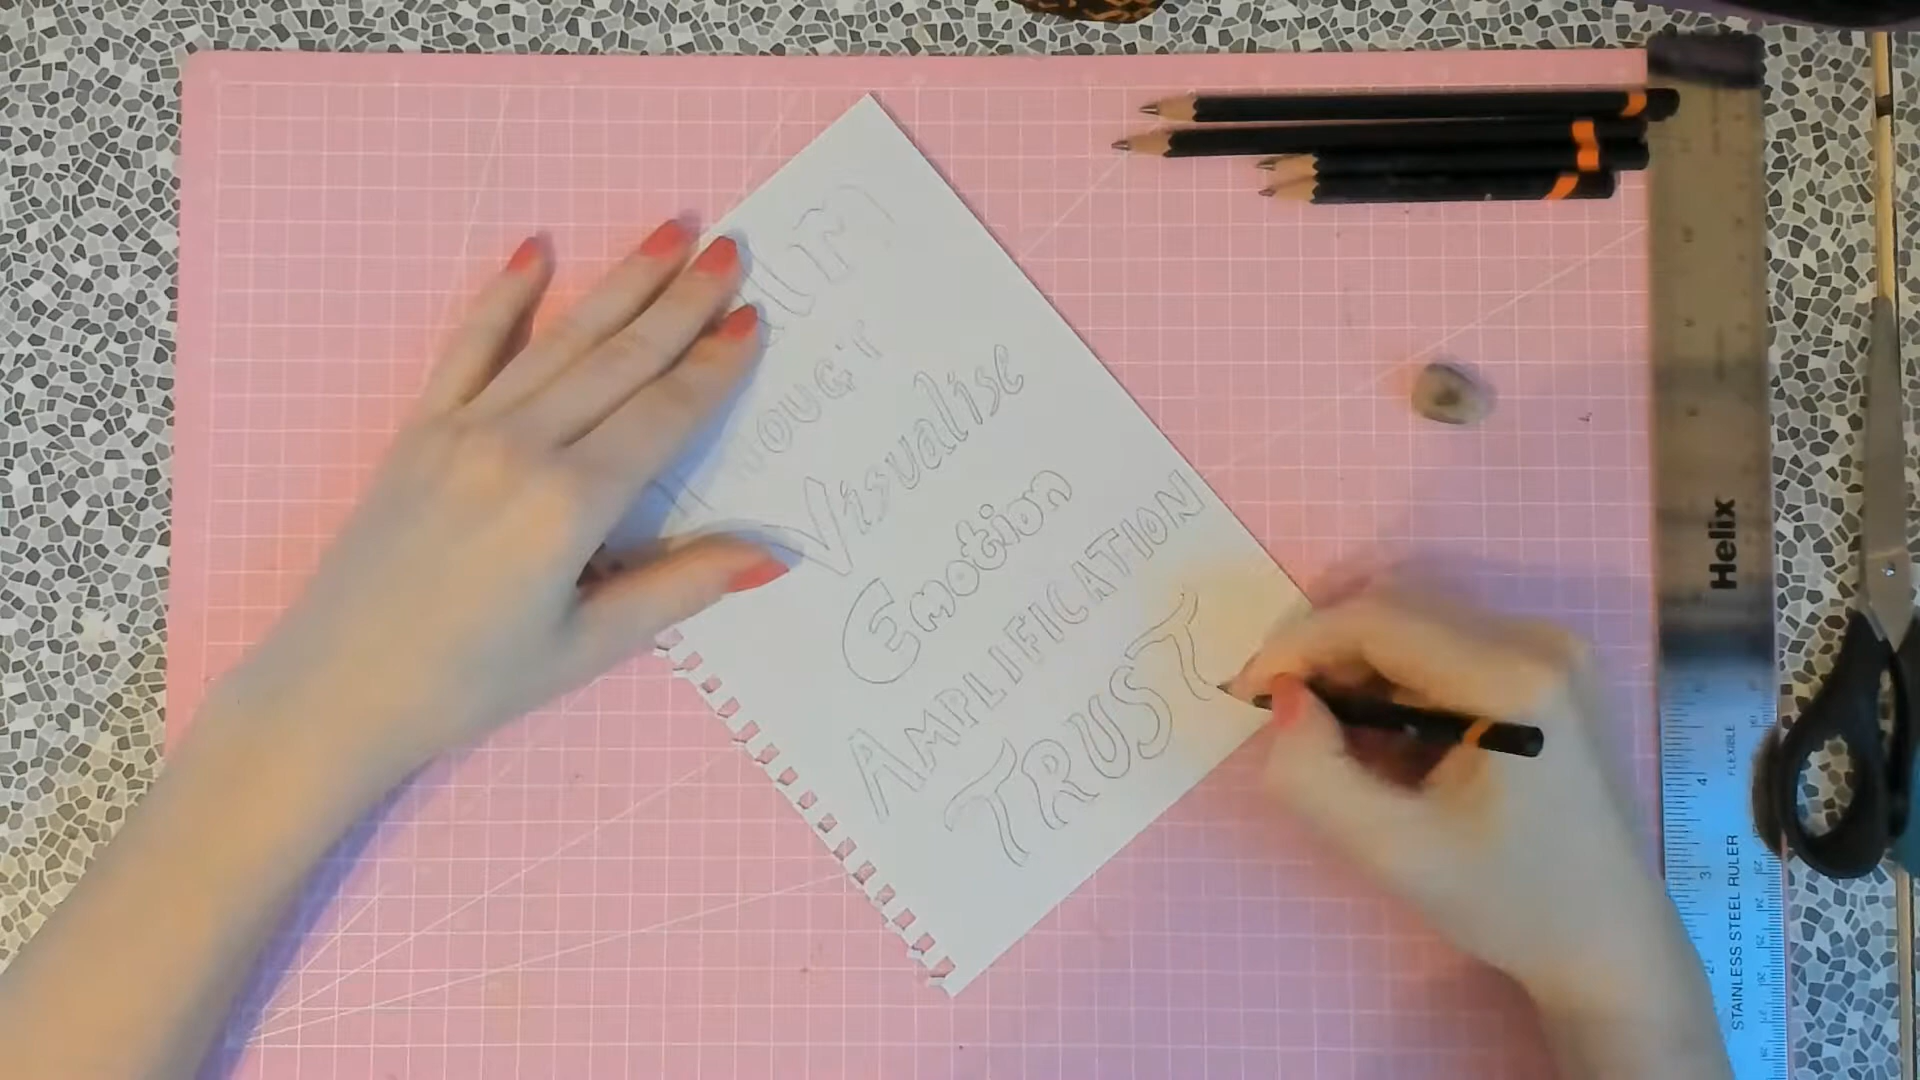 Visualise
Emotion
AMPLIFICATION
TRUST
Helix
STAINLESS STEEL RULER
FLEXIBLE